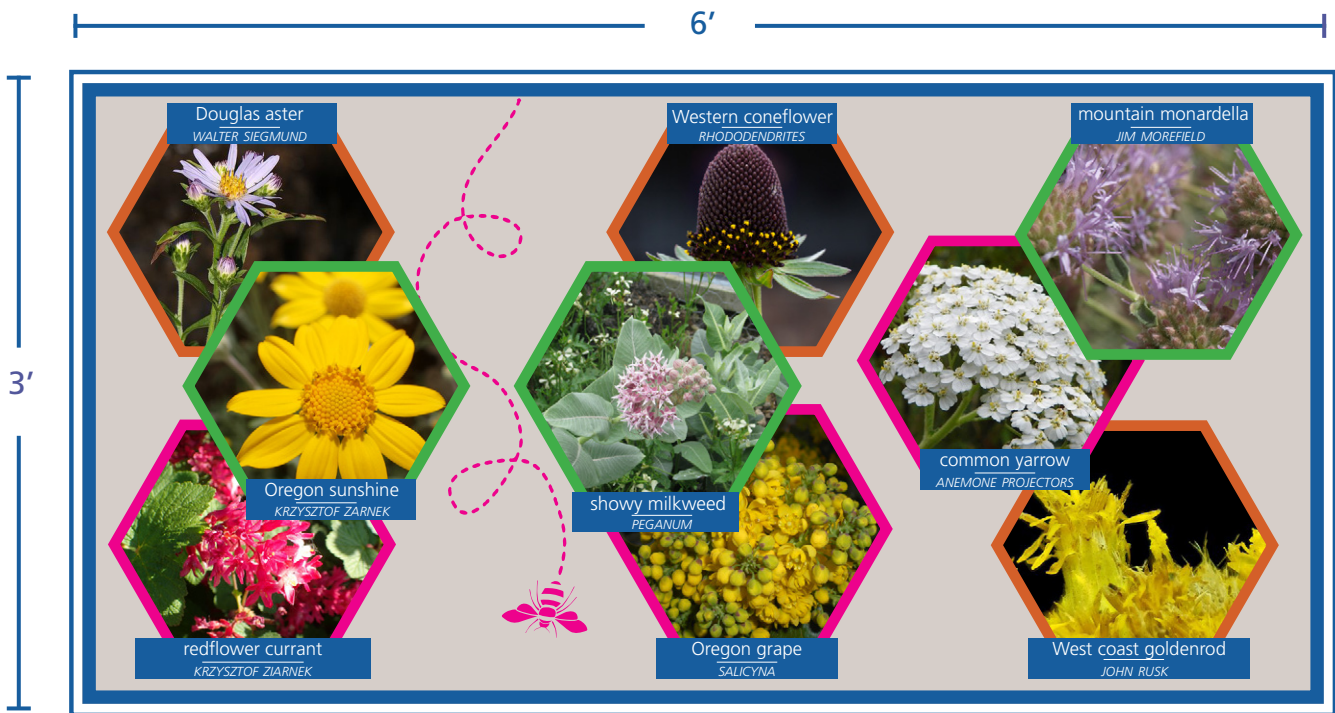 6′
3′
Douglas aster
WALTER SIEGMUND
Western coneflower
RHODODENDRITES
mountain monardella
JIM MOREFIELD
Oregon sunshine
KRZYSZTOF ZARNEK
showy milkweed
PEGANUM
common yarrow
ANEMONE PROJECTORS
redflower currant
KRZYSZTOF ZIARNEK
Oregon grape
SALICYNA
West coast goldenrod
JOHN RUSK